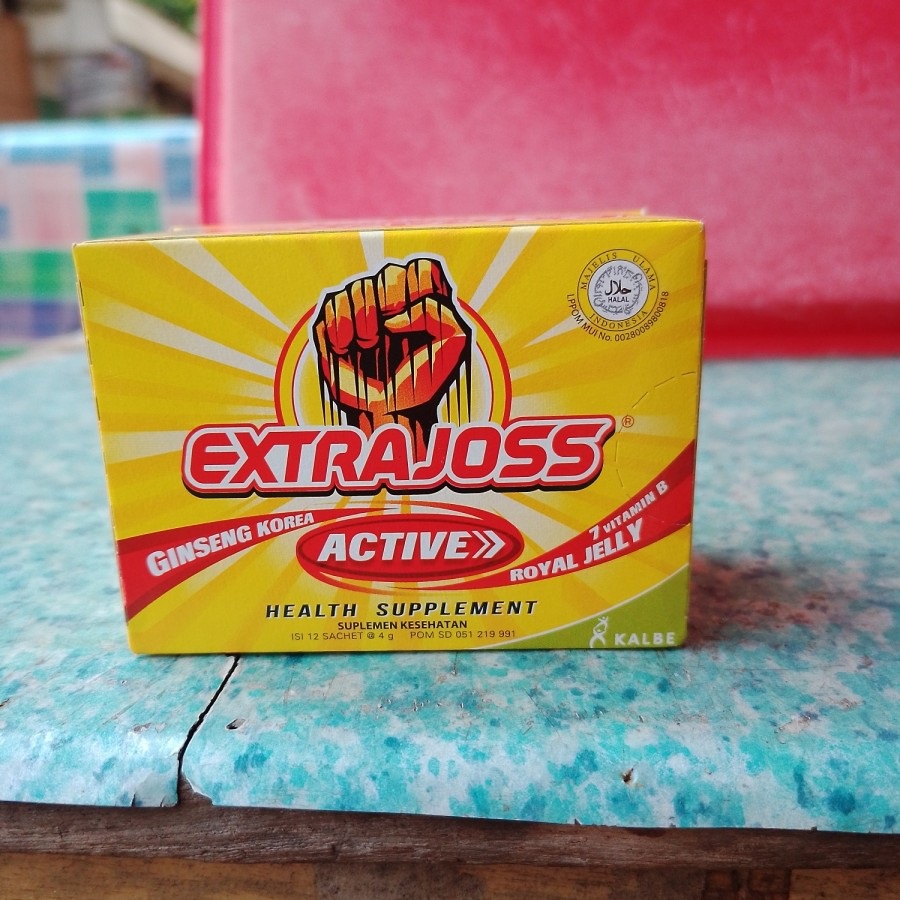 MAJELIS ULAMA
حلال
HALAL
INDONESIA
LPPOM MUI No. 00280089800818
EXTRAJOSS®
GINSENG KOREA
ACTIVE
7 VITAMIN B
ROYAL JELLY
HEALTH SUPPLEMENT
SUPLEMEN KESEHATAN
ISI 12 SACHET @ 4 g POM SD 051 219 991
KALBE